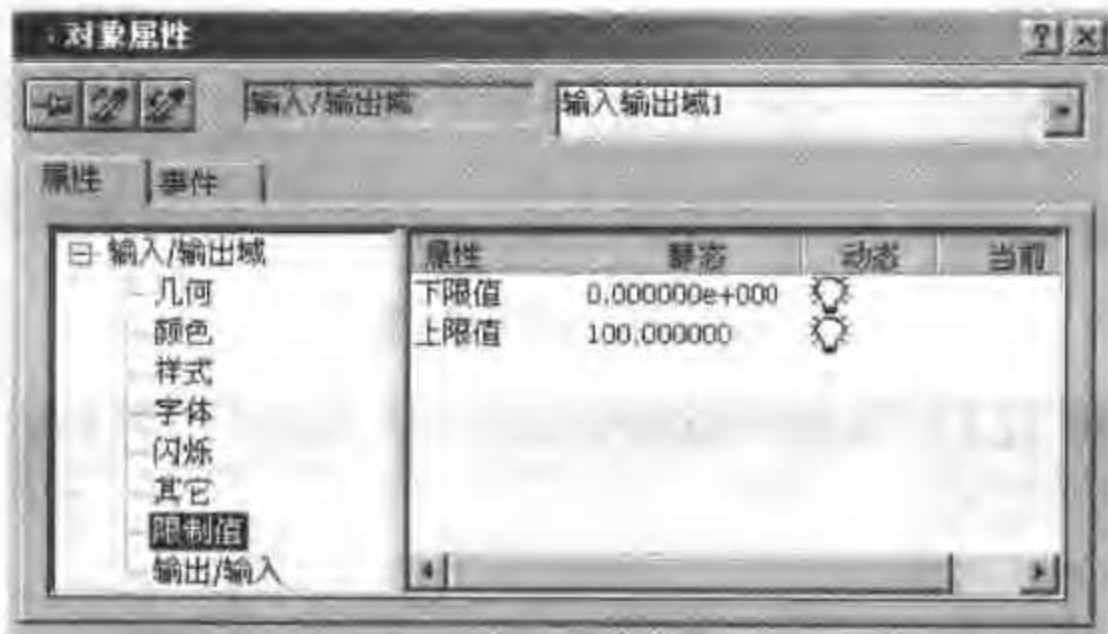 对象属性
输入/输出域 输入输出域1
属性 事件
输入/输出域
几何
颜色
样式
字体
闪烁
其它
限制值
输出/输入
属性 静态 动态 当前
下限值 0.000000e+000
上限值 100.000000